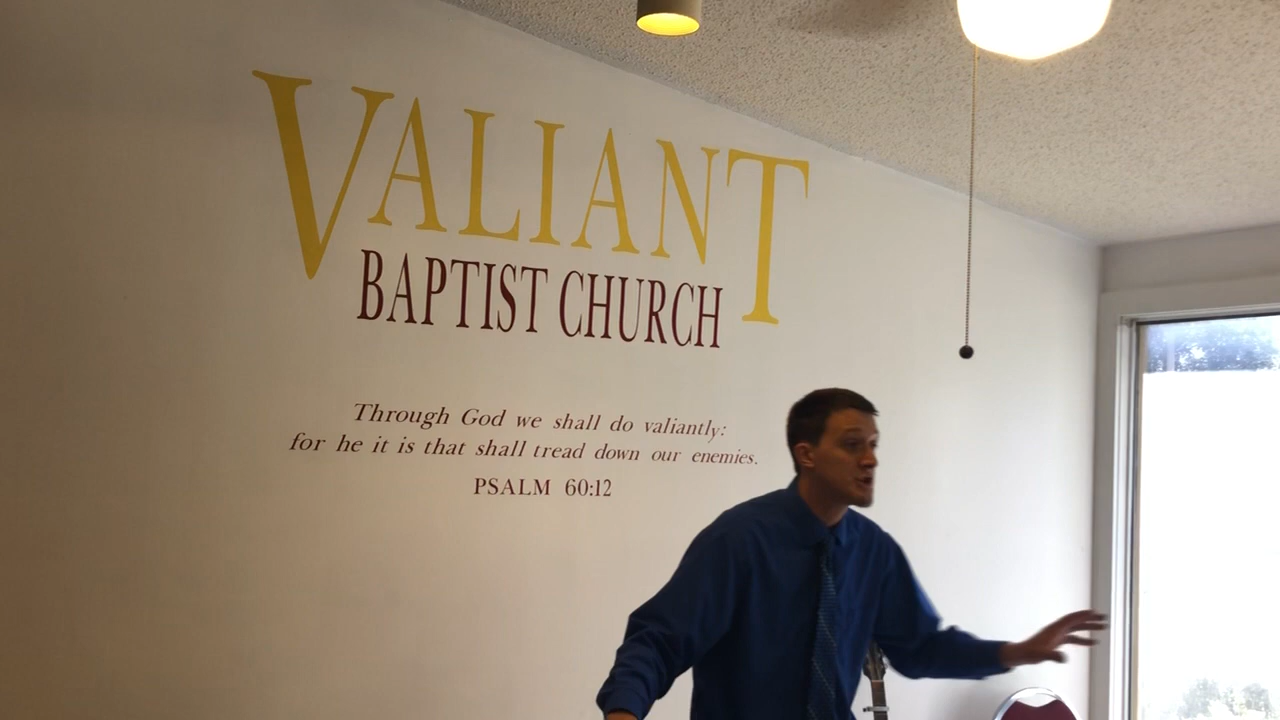 VALIANT
BAPTIST CHURCH
Through God we shall do valiantly:
for he it is that shall tread down our enemies.
PSALM 60:12